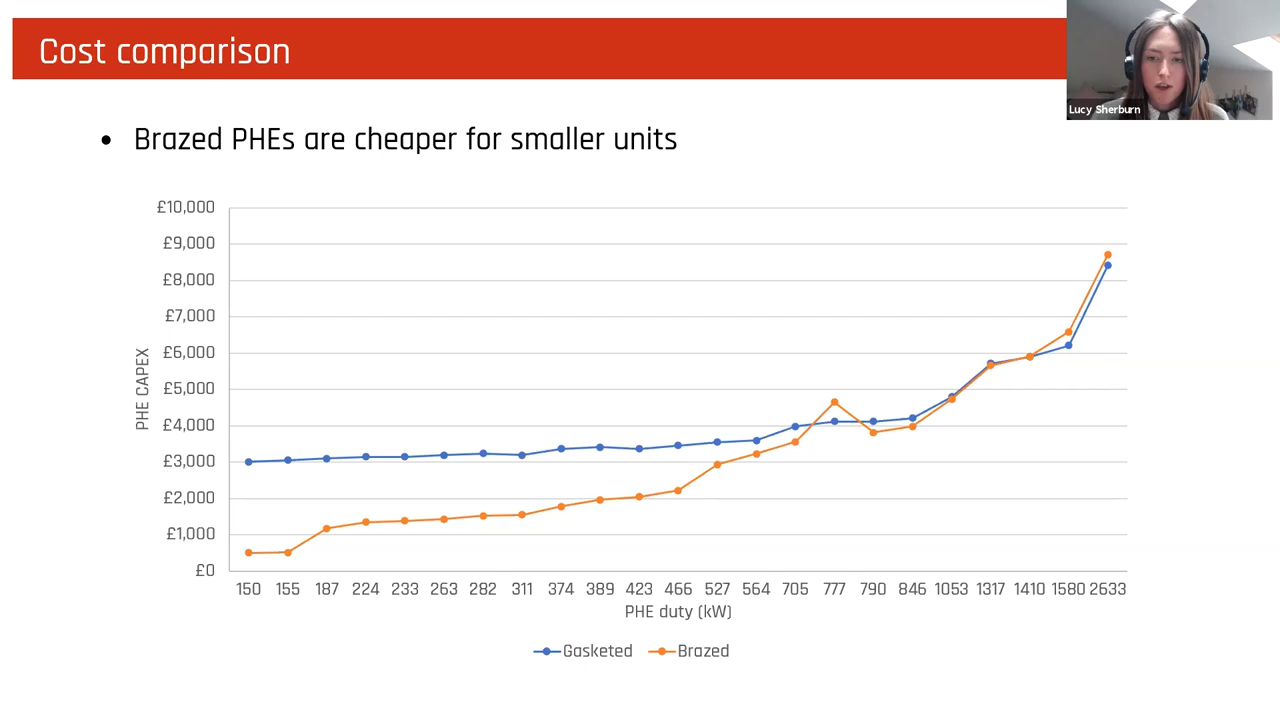 Cost comparison
Lucy Sherburn
• Brazed PHEs are cheaper for smaller units
£10,000
£9,000
£8,000
£7,000
£6,000
£5,000
£4,000
£3,000
£2,000
£1,000
£0
PHE CAPEX
150 155 187 224 233 263 282 311 374 389 423 466 527 564 705 777 790 846 1053 1317 1410 1580 2633
PHE duty (kW)
Gasketed Brazed